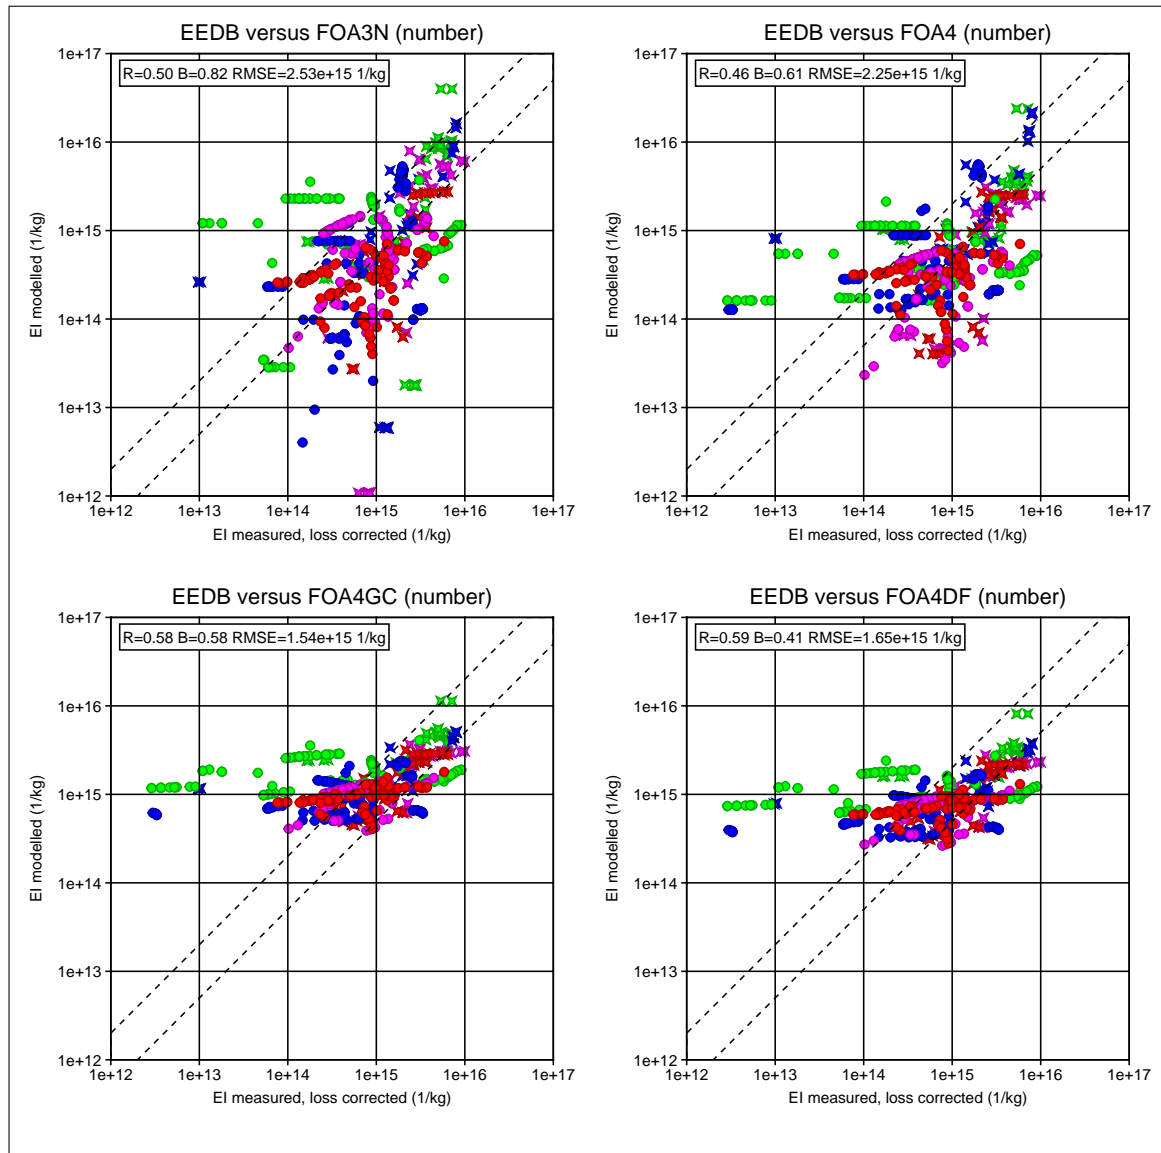 EEDB versus FOA3N (number)
R=0.50 B=0.82 RMSE=2.53e+15 1/kg
EI modelled (1/kg)
1e+17
1e+16
1e+15
1e+14
1e+13
1e+12
1e+12 1e+13 1e+14 1e+15 1e+16 1e+17
EI measured, loss corrected (1/kg)
EEDB versus FOA4 (number)
R=0.46 B=0.61 RMSE=2.25e+15 1/kg
EI modelled (1/kg)
1e+17
1e+16
1e+15
1e+14
1e+13
1e+12
1e+12 1e+13 1e+14 1e+15 1e+16 1e+17
EI measured, loss corrected (1/kg)
EEDB versus FOA4GC (number)
R=0.58 B=0.58 RMSE=1.54e+15 1/kg
EI modelled (1/kg)
1e+17
1e+16
1e+15
1e+14
1e+13
1e+12
1e+12 1e+13 1e+14 1e+15 1e+16 1e+17
EI measured, loss corrected (1/kg)
EEDB versus FOA4DF (number)
R=0.59 B=0.41 RMSE=1.65e+15 1/kg
EI modelled (1/kg)
1e+17
1e+16
1e+15
1e+14
1e+13
1e+12
1e+12 1e+13 1e+14 1e+15 1e+16 1e+17
EI measured, loss corrected (1/kg)